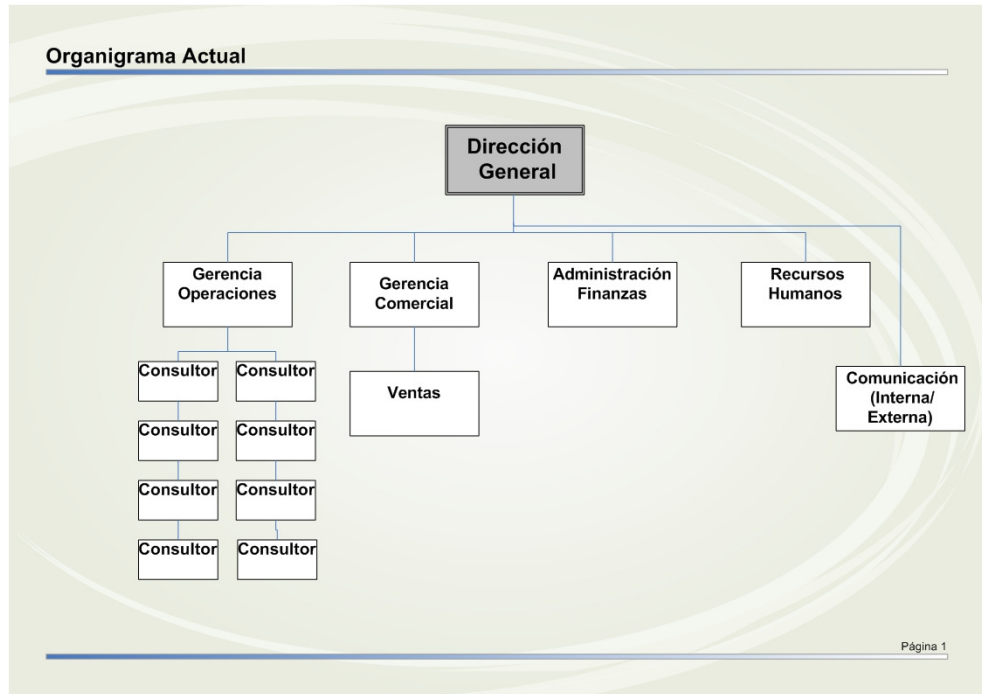 Organigrama Actual
Dirección
General
Gerencia
Operaciones
Gerencia
Comercial
Administración
Finanzas
Recursos
Humanos
Consultor
Consultor
Ventas
Comunicación
(Interna/
Externa)
Consultor
Consultor
Consultor
Consultor
Consultor
Consultor
Página 1